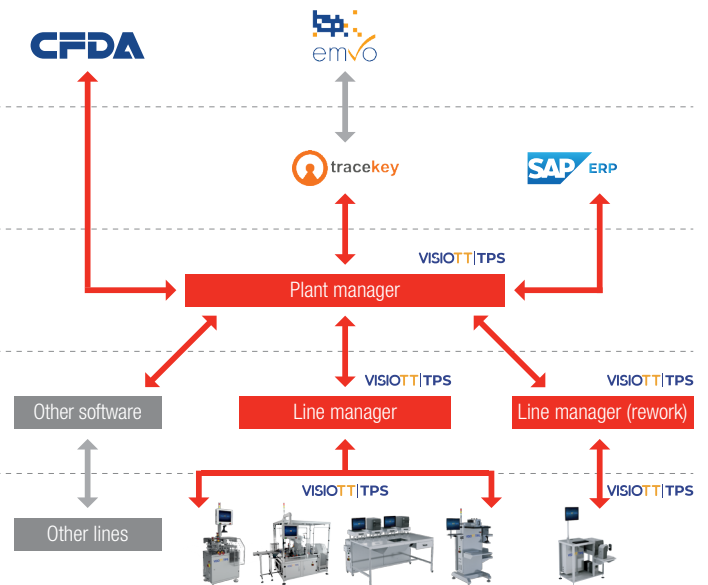 CFDA
emvo
tracekey
SAP ERP
VISIOTT|TPS
Plant manager
VISIOTT|TPS
VISIOTT|TPS
Other software
Line manager
Line manager (rework)
VISIOTT|TPS
VISIOTT|TPS
Other lines